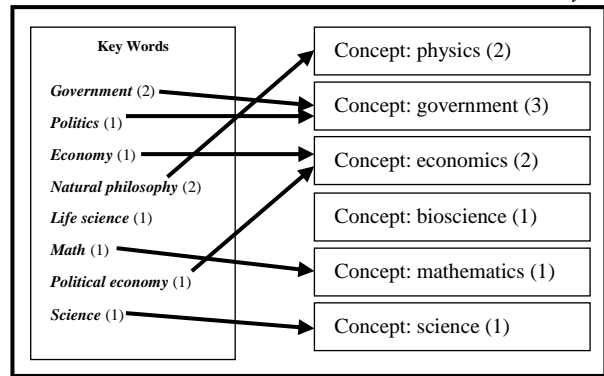 Key Words
Government (2)
Politics (1)
Economy (1)
Natural philosophy (2)
Life science (1)
Math (1)
Political economy (1)
Science (1)
Concept: physics (2)
Concept: government (3)
Concept: economics (2)
Concept: bioscience (1)
Concept: mathematics (1)
Concept: science (1)